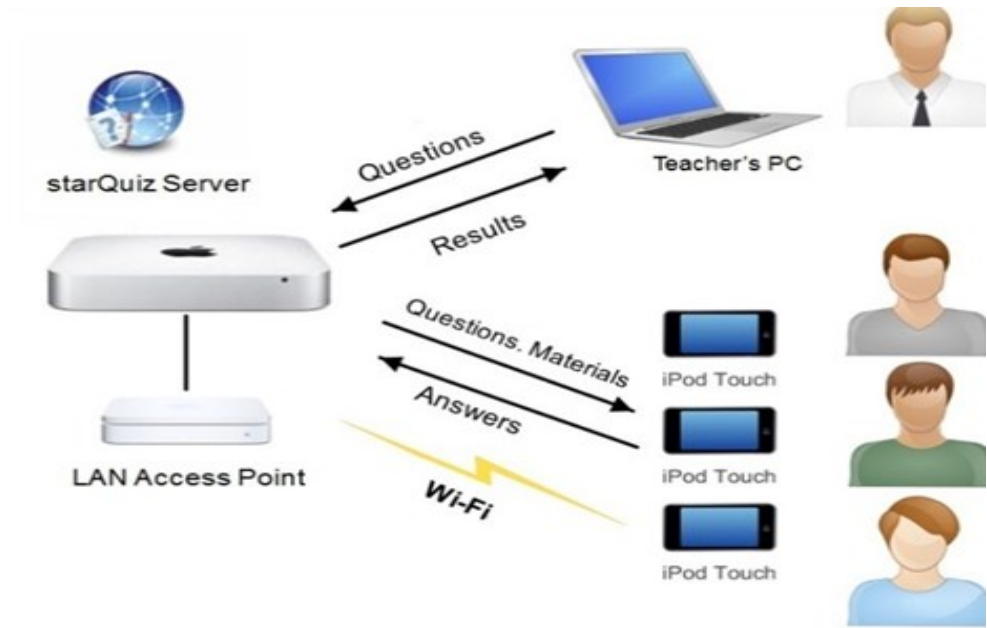 starQuiz Server
Questions
Results
Teacher's PC
Questions. Materials
Answers
Wi-Fi
LAN Access Point
iPod Touch
iPod Touch
iPod Touch
?